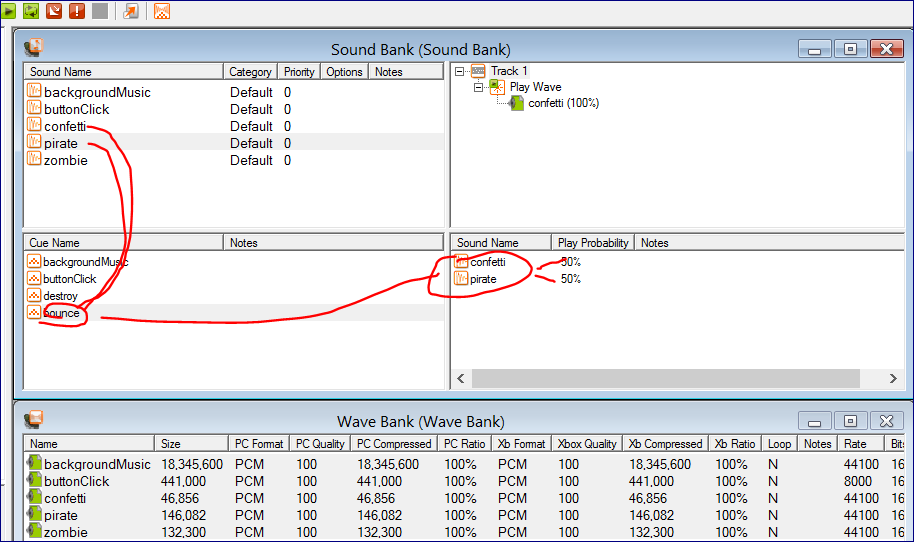 Sound Bank (Sound Bank)
Sound Name Category Priority Options Notes
backgroundMusic Default 0
buttonClick Default 0
confetti Default 0
pirate Default 0
zombie Default 0
Track 1
Play Wave
confetti (100%)
Cue Name Notes
backgroundMusic
buttonClick
destroy
bounce
Sound Name Play Probability Notes
confetti 50%
pirate 50%
Wave Bank (Wave Bank)
Name Size PC Format PC Quality PC Compressed PC Ratio Xb Format Xbox Quality Xb Compressed Xb Ratio Loop Notes Rate Bits
backgroundMusic 18,345,600 PCM 100 18,345,600 100% PCM 100 18,345,600 100% N 44100 16
buttonClick 441,000 PCM 100 441,000 100% PCM 100 441,000 100% N 8000 16
confetti 46,856 PCM 100 46,856 100% PCM 100 46,856 100% N 44100 16
pirate 146,082 PCM 100 146,082 100% PCM 100 146,082 100% N 44100 16
zombie 132,300 PCM 100 132,300 100% PCM 100 132,300 100% N 44100 16